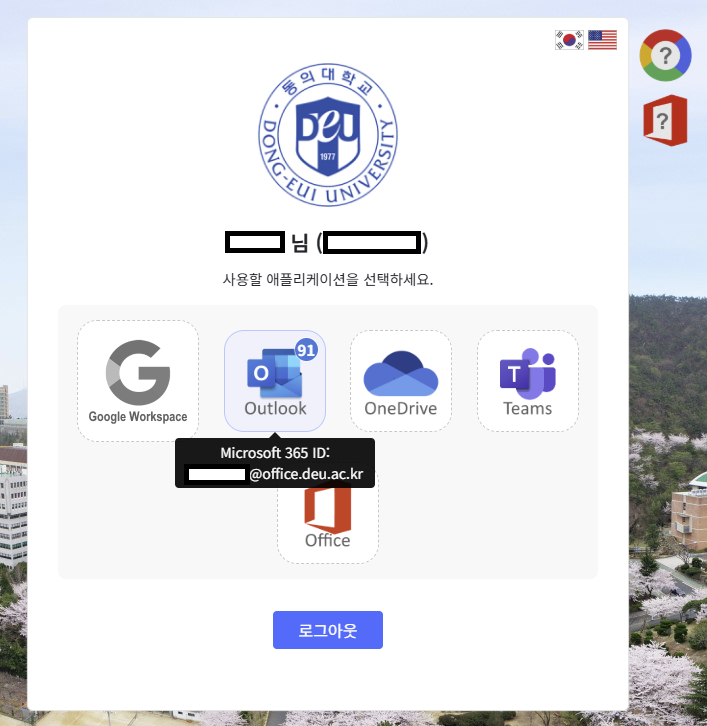 동의대학교
DEU
1977
DONG-EUI UNIVERSITY
님 ( )
사용할 애플리케이션을 선택하세요.
?
?
G
Google Workspace
91
O
Outlook
OneDrive
T
Teams
Microsoft 365 ID:
@office.deu.ac.kr
Office
로그아웃